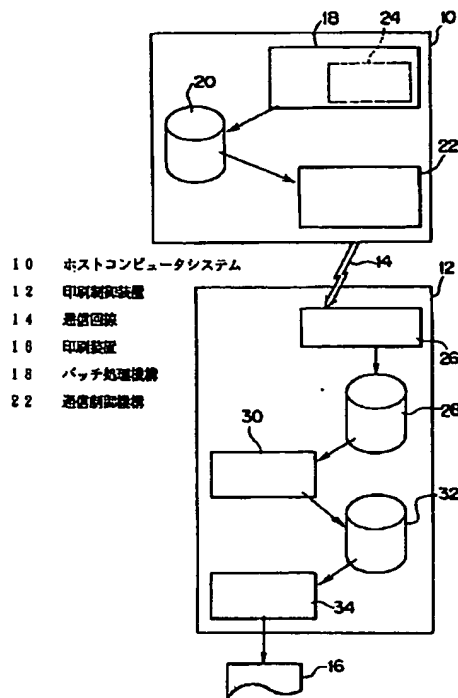 18
24
10
20
22
14
１０ ホストコンピュータシステム
１２ 印刷制御装置
１４ 通信回線
１６ 印刷装置
１８ バッチ処理機構
２２ 通信制御機構
12
26
28
30
32
34
16